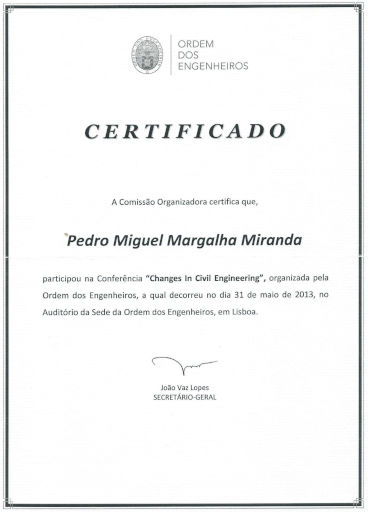 ORDEM
DOS
ENGENHEIROS
CERTIFICADO
A Comissão Organizadora certifica que,
Pedro Miguel Margalha Miranda
participou na Conferência “Changes In Civil Engineering”, organizada pela
Ordem dos Engenheiros, a qual decorreu no dia 31 de maio de 2013, no
Auditório da Sede da Ordem dos Engenheiros, em Lisboa.
João Vaz Lopes
SECRETÁRIO-GERAL